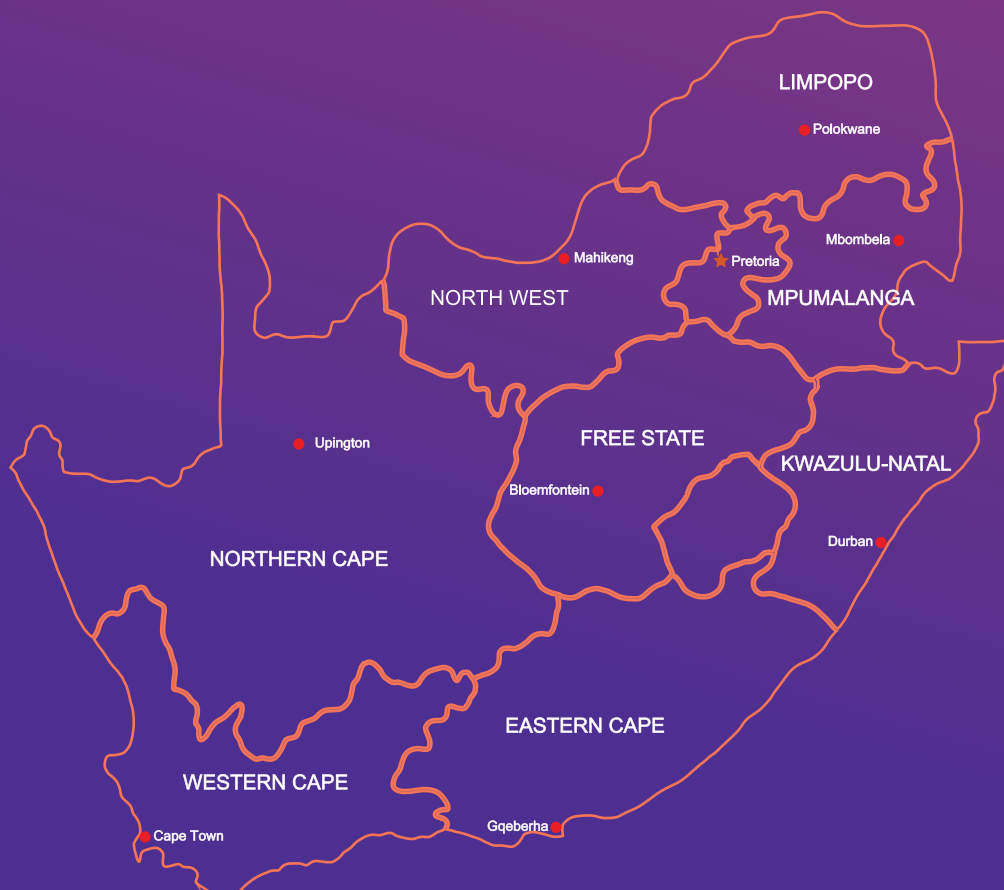 LIMPOPO
Polokwane
Mbombela
Mahikeng
Pretoria
NORTH WEST
MPUMALANGA
Upington
FREE STATE
KWAZULU-NATAL
Bloemfontein
Durban
NORTHERN CAPE
EASTERN CAPE
WESTERN CAPE
Gqeberha
Cape Town